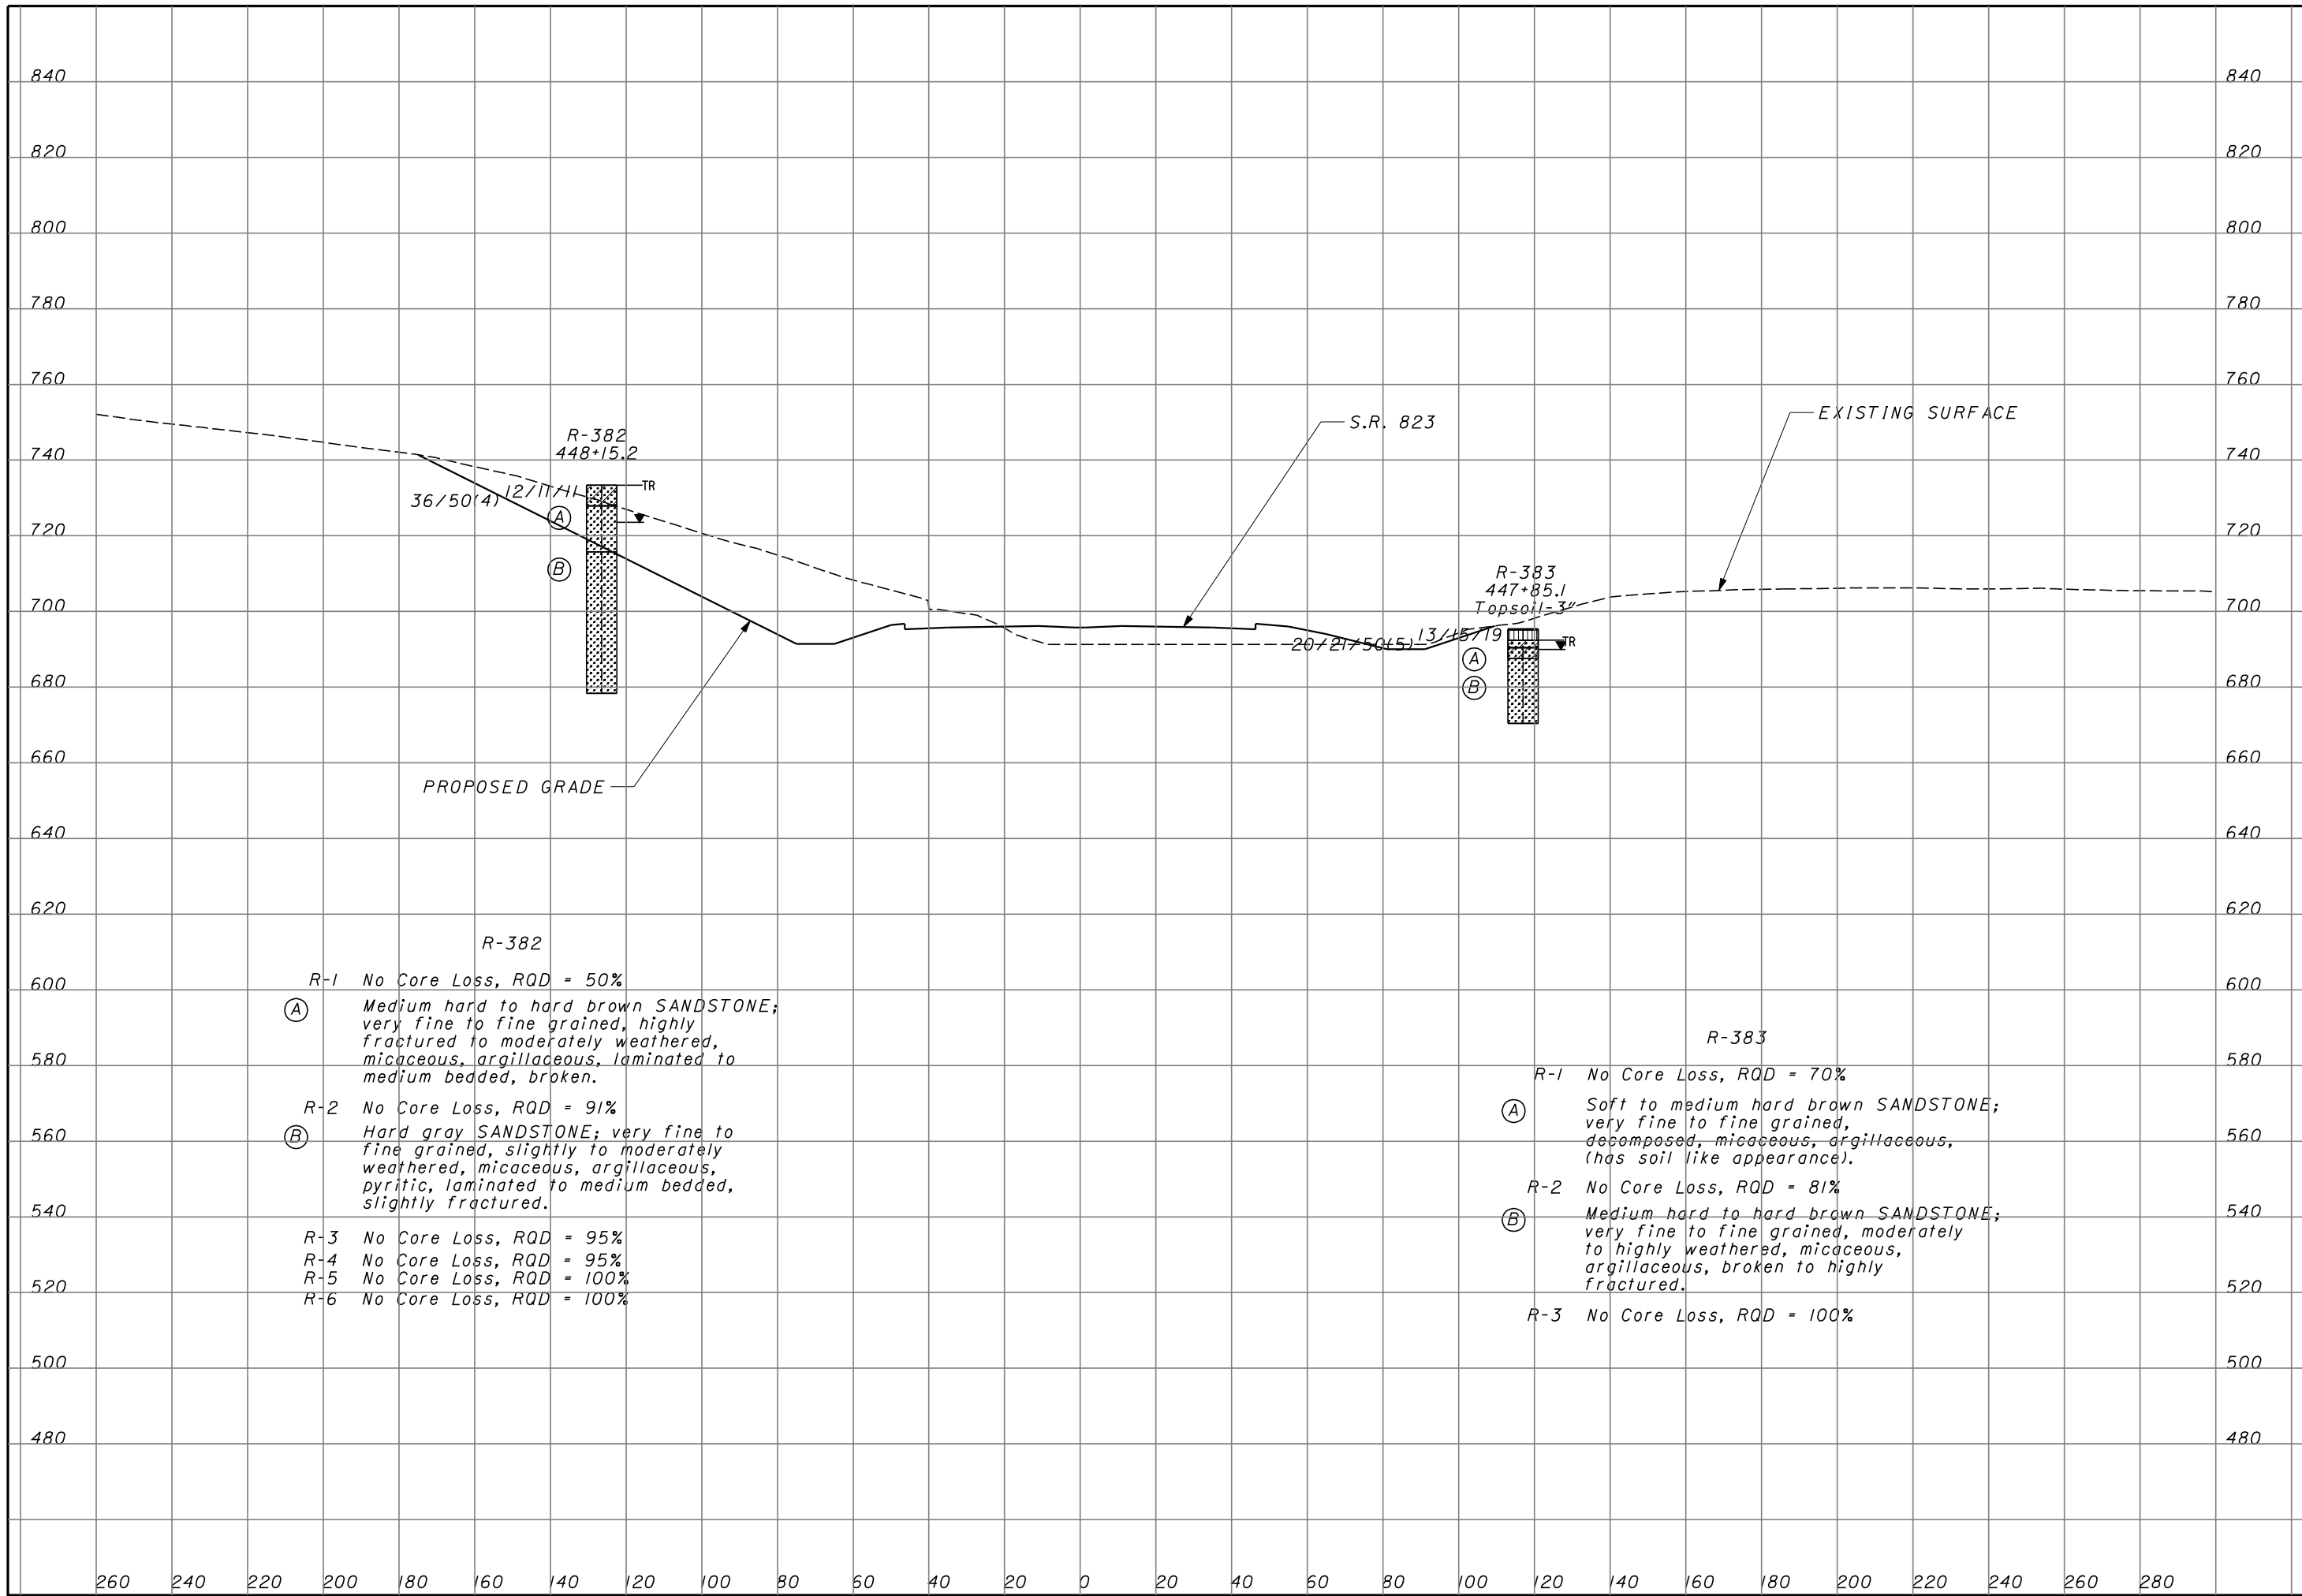 840 840
820 820
800 800
780 780
760 760
EXISTING SURFACE
S.R. 823
R-382
448+15.2
740 740
TR
12/11/11
36/50(4)
A
720 720
B
R-383
447+85.1
Topsoil-3"
700 700
13/15/19
20/21/50(5)
TR
A
B
680 680
660 660
PROPOSED GRADE
640 640
620 620
R-382
R-1 No Core Loss, RQD = 50%
600 600
A Medium hard to hard brown SANDSTONE;
very fine to fine grained, highly
fractured to moderately weathered,
micaceous, argillaceous, laminated to
medium bedded, broken.
580 580
R-2 No Core Loss, RQD = 91%
B Hard gray SANDSTONE; very fine to
fine grained, slightly to moderately
weathered, micaceous, argillaceous,
pyritic, laminated to medium bedded,
slightly fractured.
560 560
R-3 No Core Loss, RQD = 95%
R-4 No Core Loss, RQD = 95%
R-5 No Core Loss, RQD = 100%
R-6 No Core Loss, RQD = 100%
R-383
R-1 No Core Loss, RQD = 70%
A Soft to medium hard brown SANDSTONE;
very fine to fine grained,
decomposed, micaceous, argillaceous,
(has soil like appearance).
R-2 No Core Loss, RQD = 81%
B Medium hard to hard brown SANDSTONE;
very fine to fine grained, moderately
to highly weathered, micaceous,
argillaceous, broken to highly
fractured.
R-3 No Core Loss, RQD = 100%
540 540
520 520
500 500
480 480
260 240 220 200 180 160 140 120 100 80 60 40 20 0 20 40 60 80 100 120 140 160 180 200 220 240 260 280